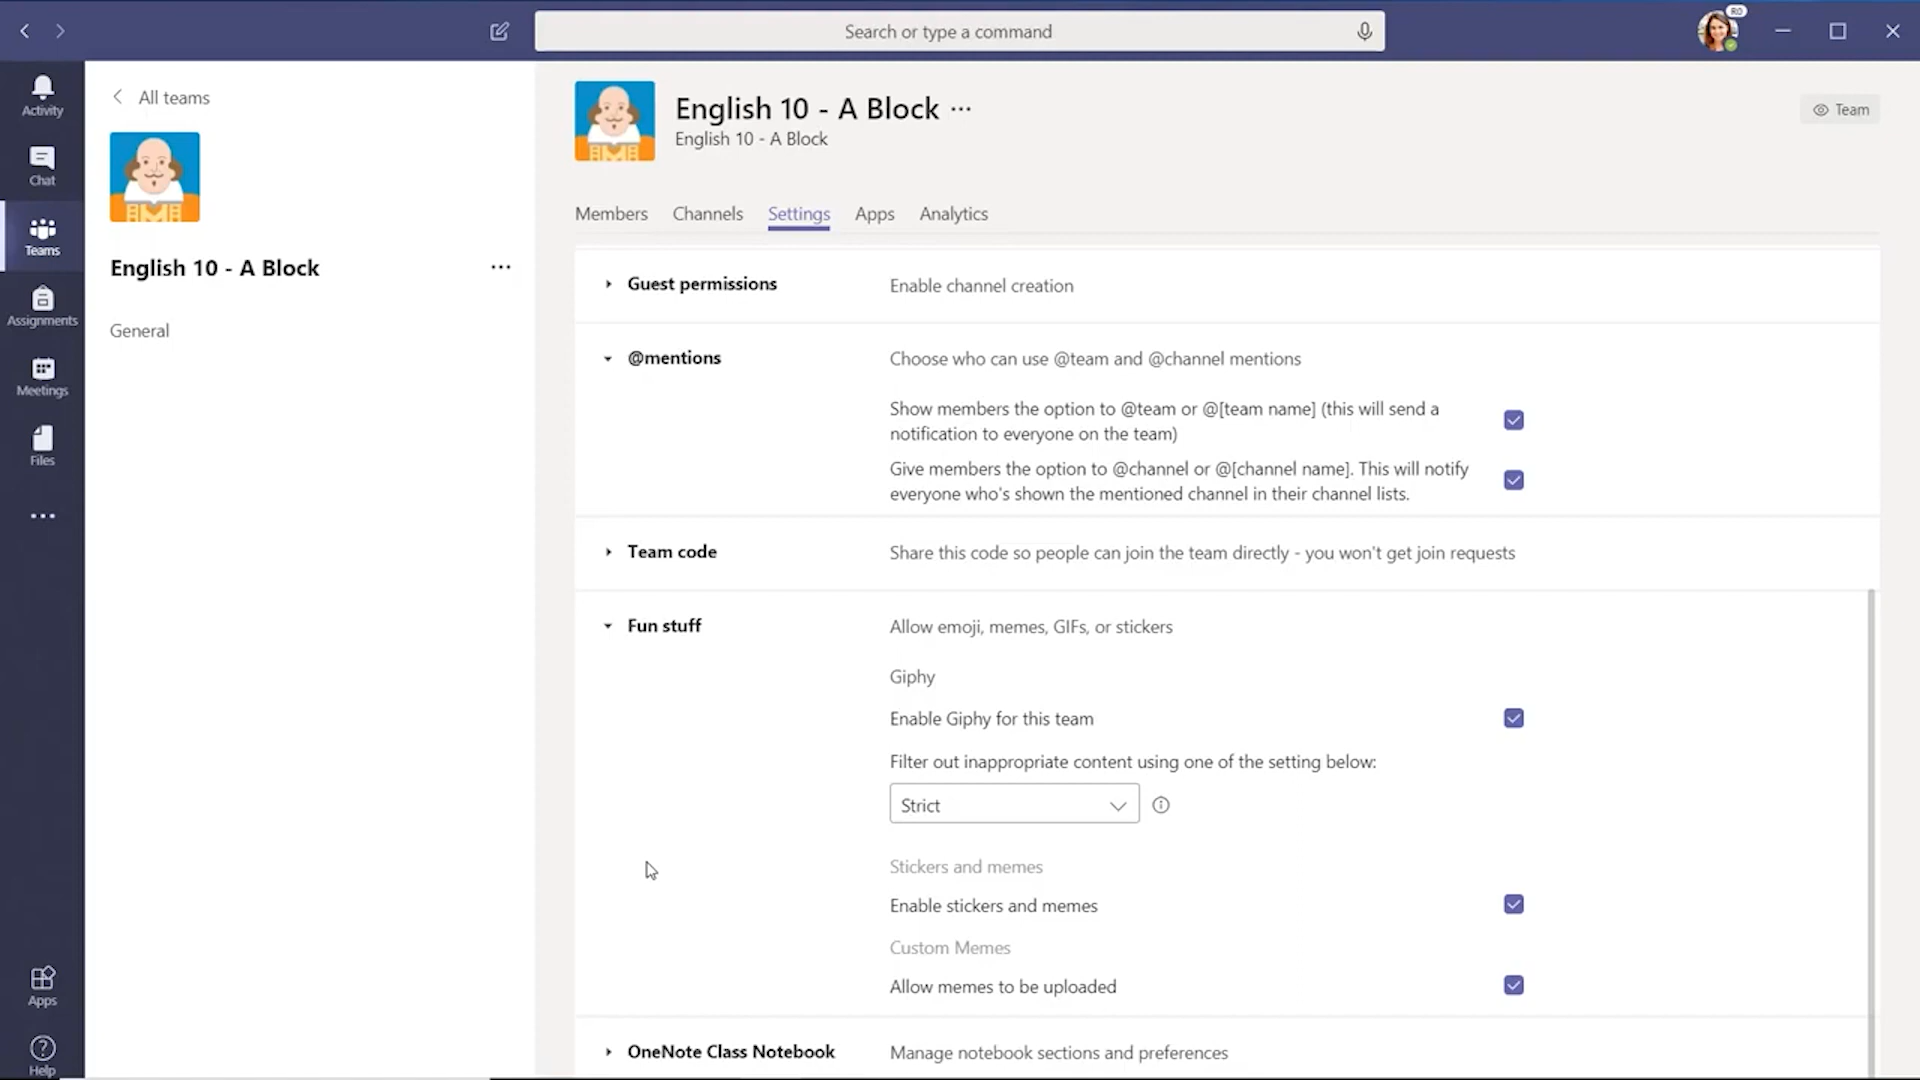 Search or type a command
RO
Activity
Chat
Teams
Assignments
Meetings
Files
Apps
Help
All teams
English 10 - A Block
General
English 10 - A Block
English 10 - A Block
Team
Members
Channels
Settings
Apps
Analytics
Guest permissions
Enable channel creation
@mentions
Choose who can use @team and @channel mentions
Show members the option to @team or @[team name] (this will send a
notification to everyone on the team)
Give members the option to @channel or @[channel name]. This will notify
everyone who's shown the mentioned channel in their channel lists.
Team code
Share this code so people can join the team directly - you won't get join requests
Fun stuff
Allow emoji, memes, GIFs, or stickers
Giphy
Enable Giphy for this team
Filter out inappropriate content using one of the setting below:
Strict
Stickers and memes
Enable stickers and memes
Custom Memes
Allow memes to be uploaded
OneNote Class Notebook
Manage notebook sections and preferences